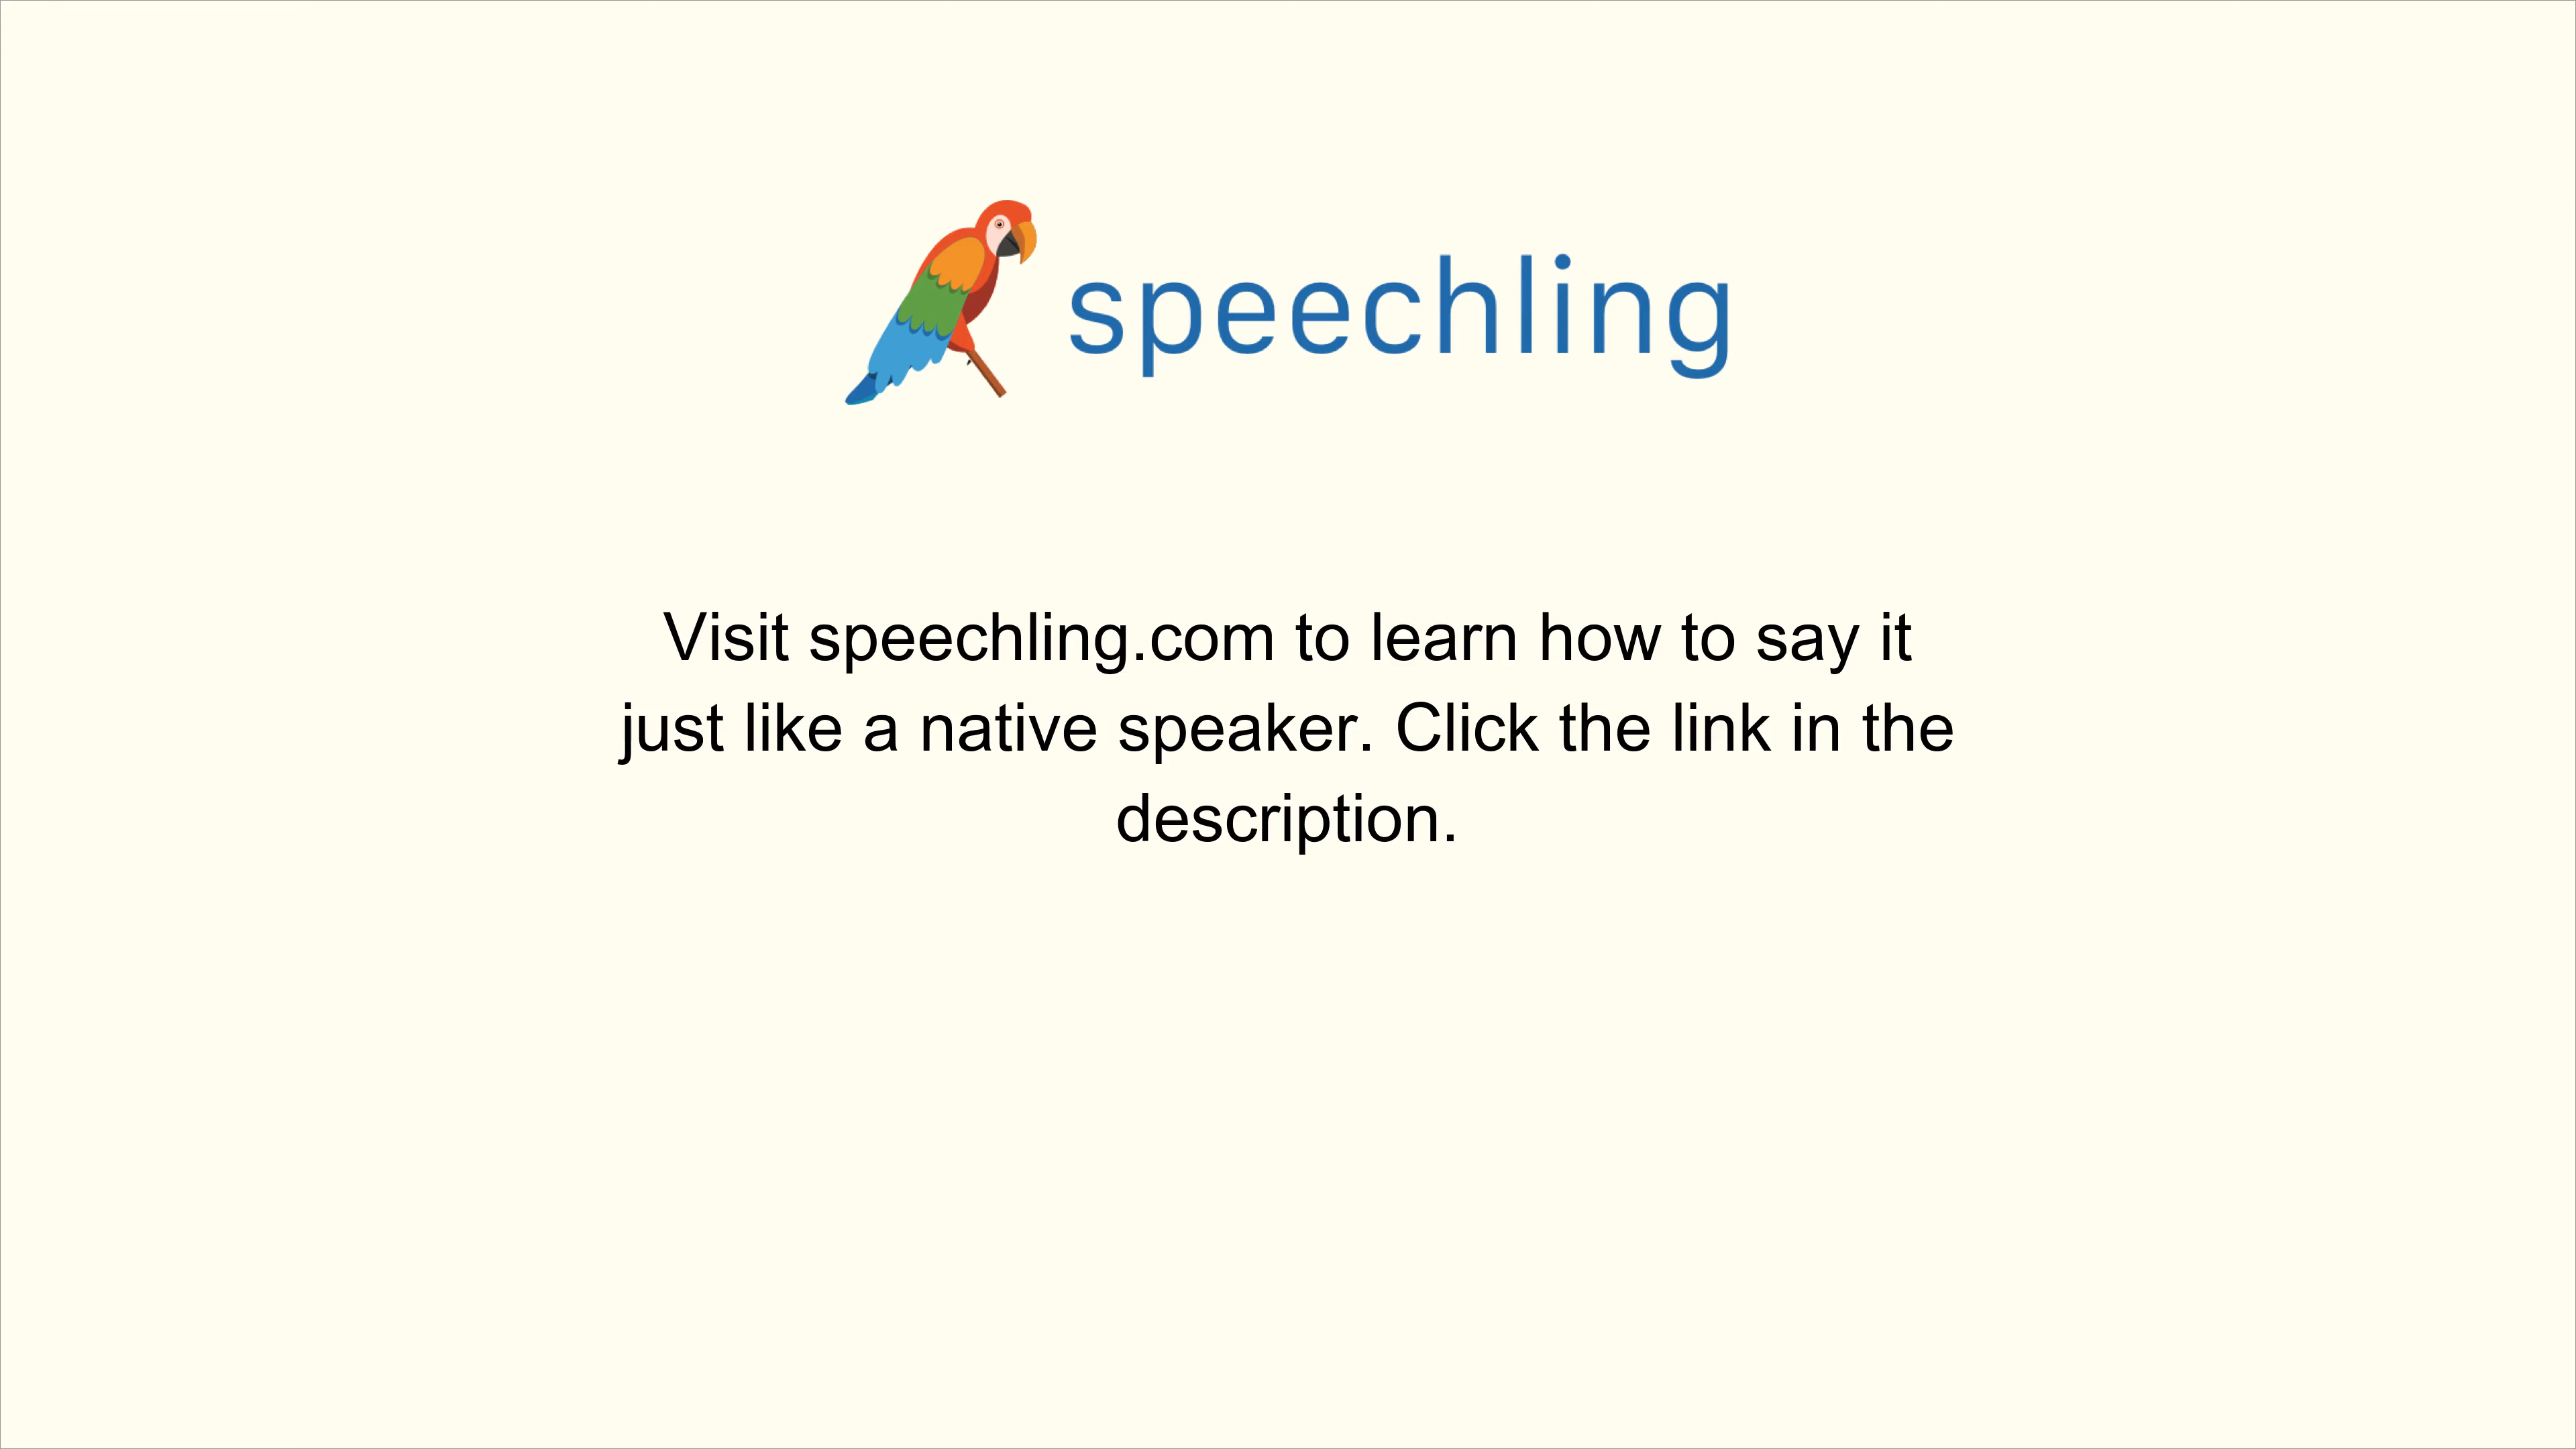 speechling
Visit speechling.com to learn how to say it
just like a native speaker. Click the link in the
description.